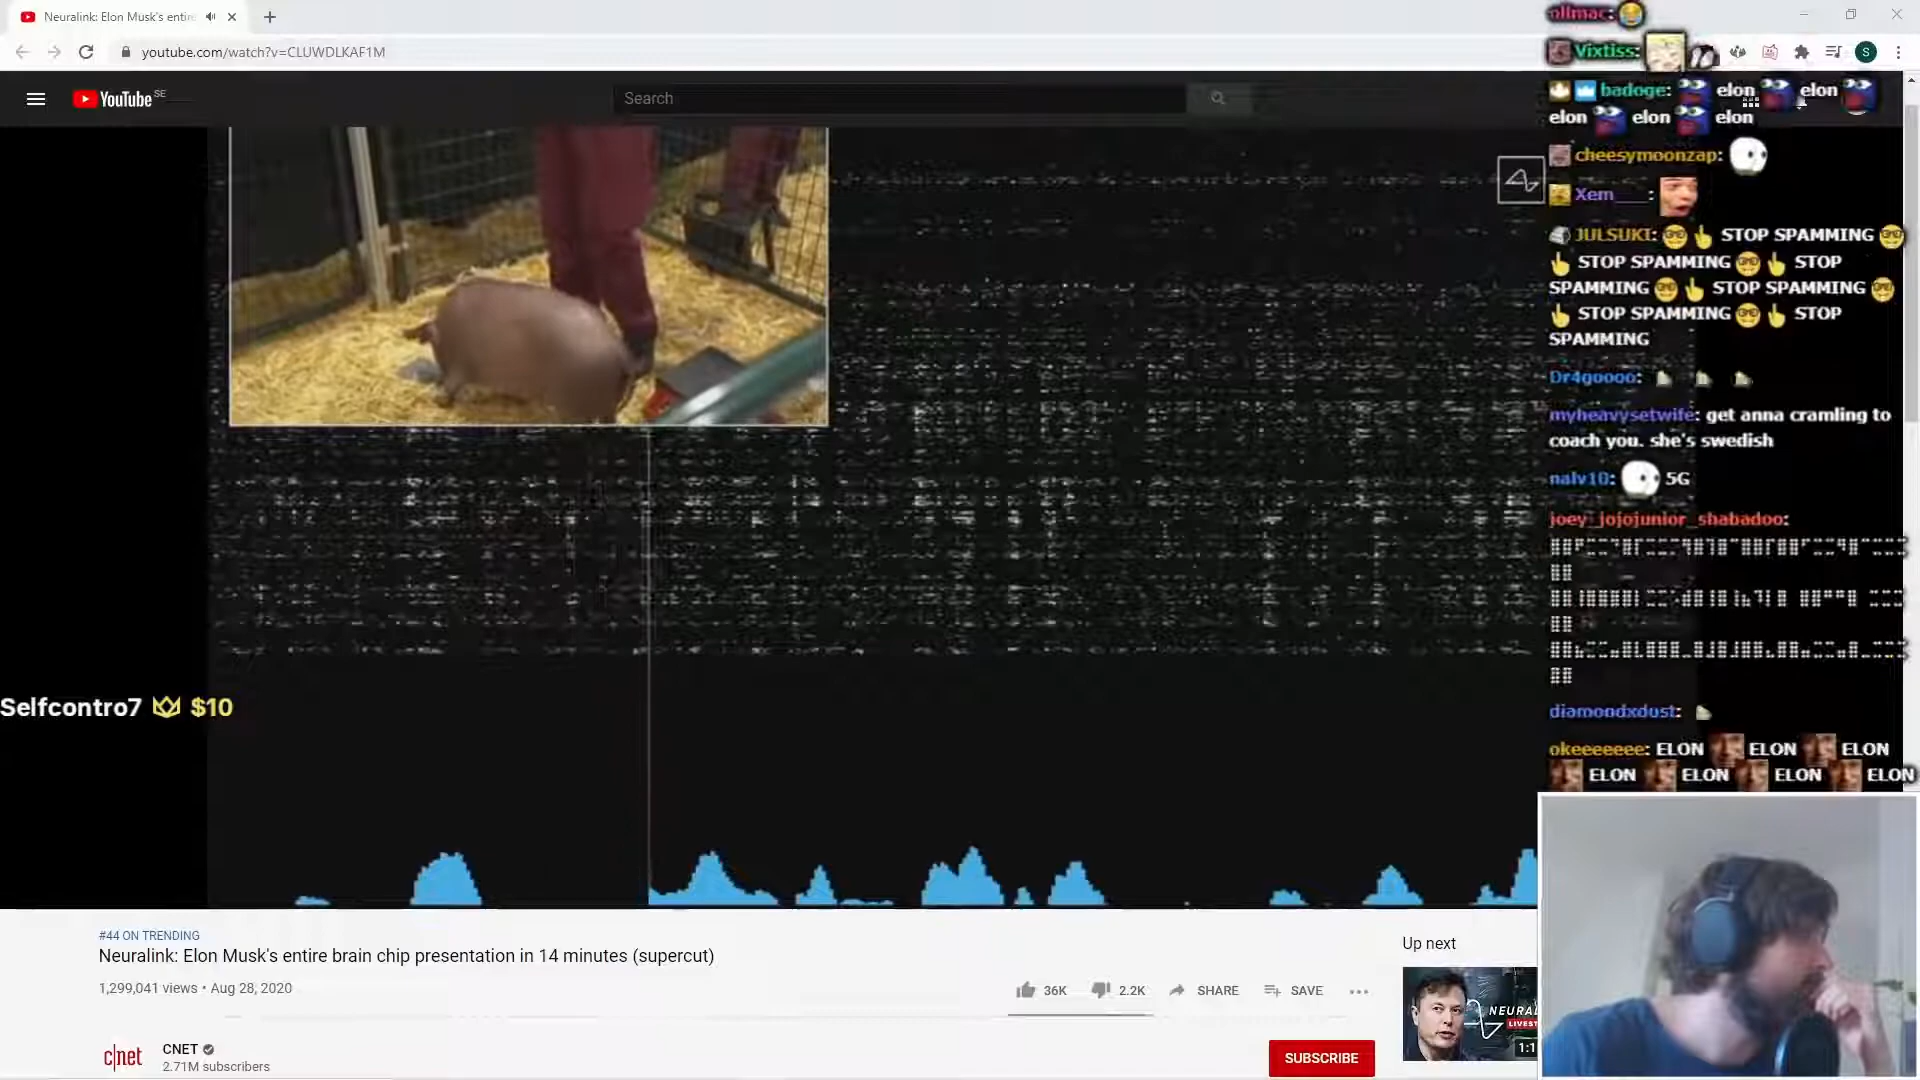 Neuralink: Elon Musk's entire
youtube.com/watch?v=CLUWDLKAF1M
S
YouTube SE
Search
nllmac:
Vixtiss:
badoge: elon elon
elon elon elon
cheesymoonzap:
Xem___:
JULSUKI: STOP SPAMMING
STOP SPAMMING STOP
SPAMMING STOP SPAMMING
STOP SPAMMING STOP
SPAMMING
Dr4goooo:
myheavysetwife: get anna cramling to
coach you. she's swedish
nalv10: 5G
joey_jojojunior_shabadoo:
diamondxdust:
okeeeeeee: ELON ELON ELON
ELON ELON ELON ELON
Selfcontro7 $10
#44 ON TRENDING
Neuralink: Elon Musk's entire brain chip presentation in 14 minutes (supercut)
1,299,041 views • Aug 28, 2020
36K 2.2K SHARE SAVE
Up next
NEURAL
LIVEST
1:1
c|net
CNET
2.71M subscribers
SUBSCRIBE